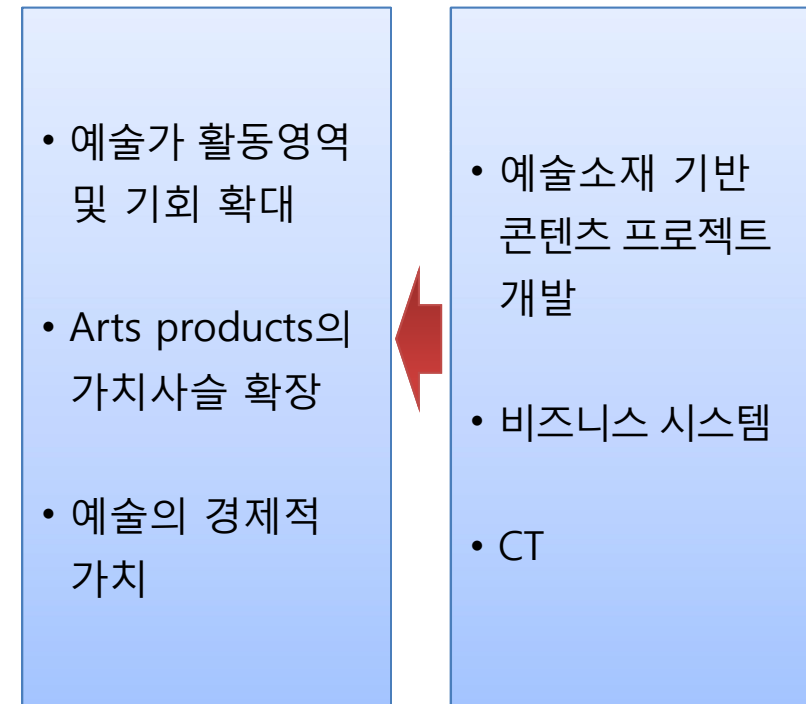 • 예술가 활동영역
및 기회 확대
• Arts products의
가치사슬 확장
• 예술의 경제적
가치
• 예술소재 기반
콘텐츠 프로젝트
개발
• 비즈니스 시스템
• CT